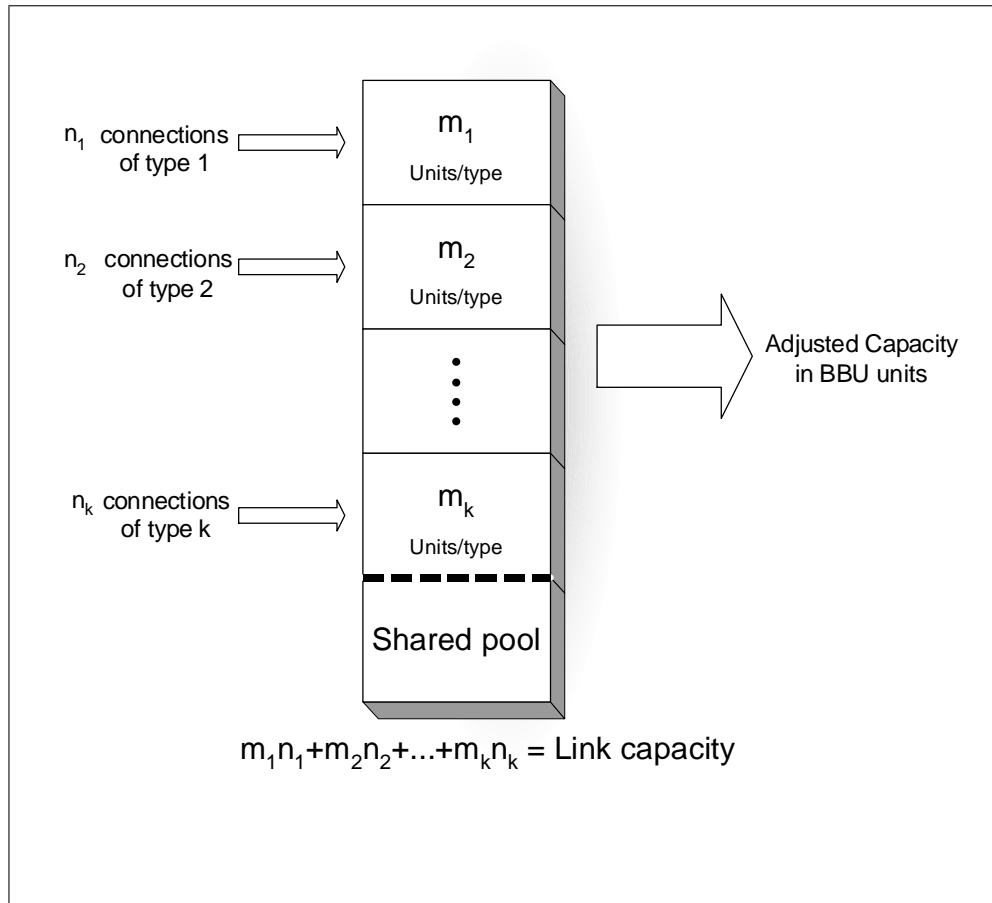 n₁ connections
of type 1
m₁
Units/type
n₂ connections
of type 2
m₂
Units/type
Adjusted Capacity
in BBU units
nₖ connections
of type k
mₖ
Units/type
Shared pool
m₁n₁+m₂n₂+...+mₖnₖ = Link capacity